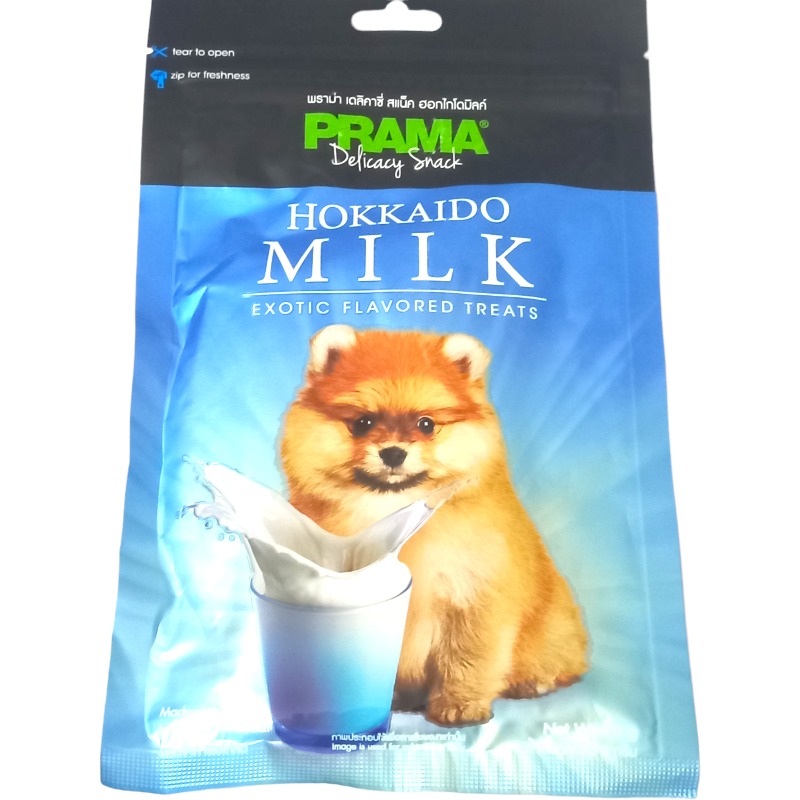 tear to open
zip for freshness
พราม่า เดลิคาซี่ สแน็ค ฮอกไกโดมิลค์
PRAMA®
Delicacy Snack
HOKKAIDO
MILK
EXOTIC FLAVORED TREATS
ภาพประกอบใช้เพื่อการโฆษณาเท่านั้น
Image is used for
Net